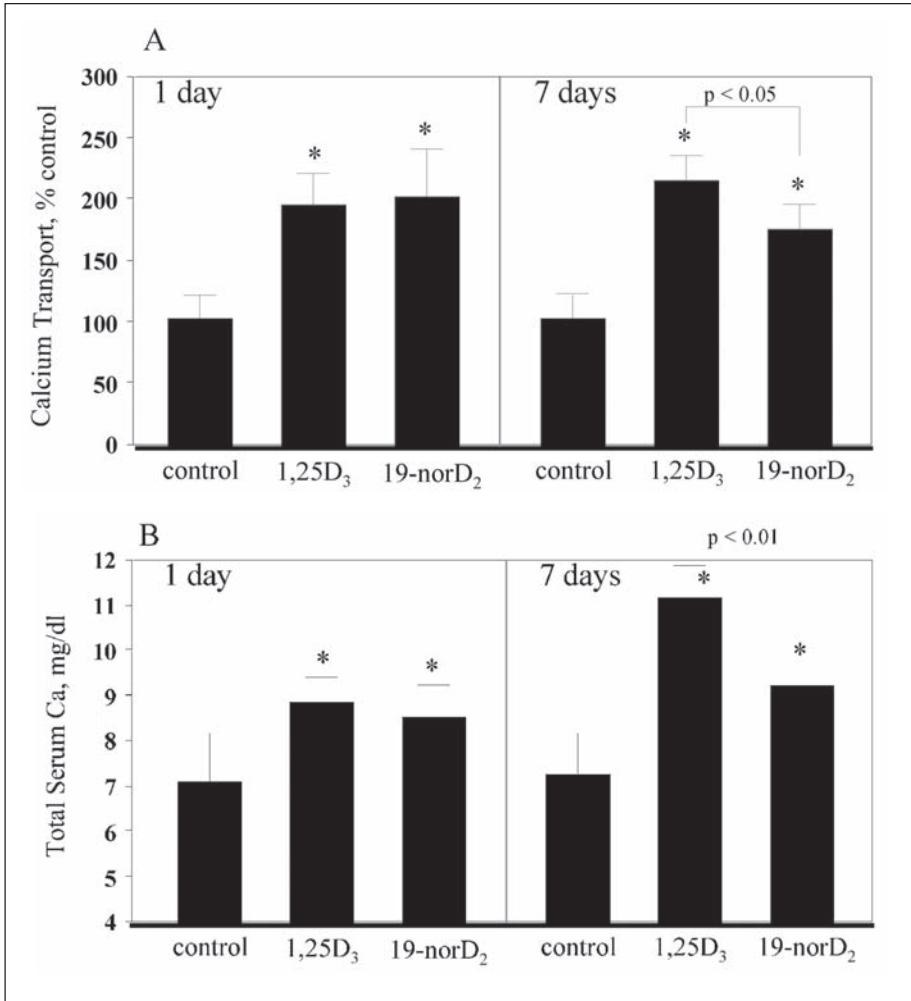 A
Calcium Transport, % control
300
250
200
150
100
50
0
1 day
*
*
control
1,25D₃
19-norD₂
7 days
p < 0.05
*
*
control
1,25D₃
19-norD₂
B
Total Serum Ca, mg/dl
12
11
10
9
8
7
6
5
4
1 day
*
*
control
1,25D₃
19-norD₂
7 days
p < 0.01
*
*
control
1,25D₃
19-norD₂